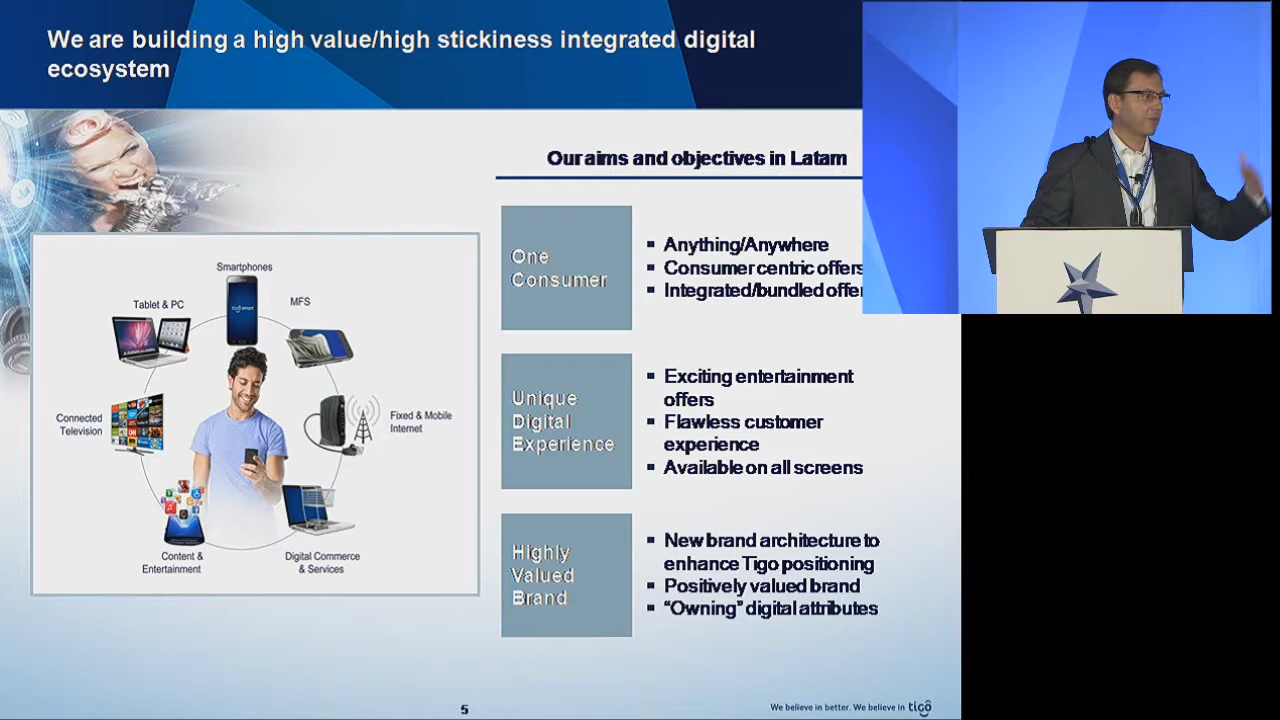 We are building a high value/high stickiness integrated digital
ecosystem
Our aims and objectives in Latam
Smartphones
Tablet & PC
MFS
Connected
Television
Fixed & Mobile
Internet
Content &
Entertainment
Digital Commerce
& Services
One
Consumer
▪ Anything/Anywhere
▪ Consumer centric offers
▪ Integrated/bundled offer
Unique
Digital
Experience
▪ Exciting entertainment
offers
▪ Flawless customer
experience
▪ Available on all screens
Highly
Valued
Brand
▪ New brand architecture to
enhance Tigo positioning
▪ Positively valued brand
▪ “Owning” digital attributes
5
We believe in better. We believe in tigo